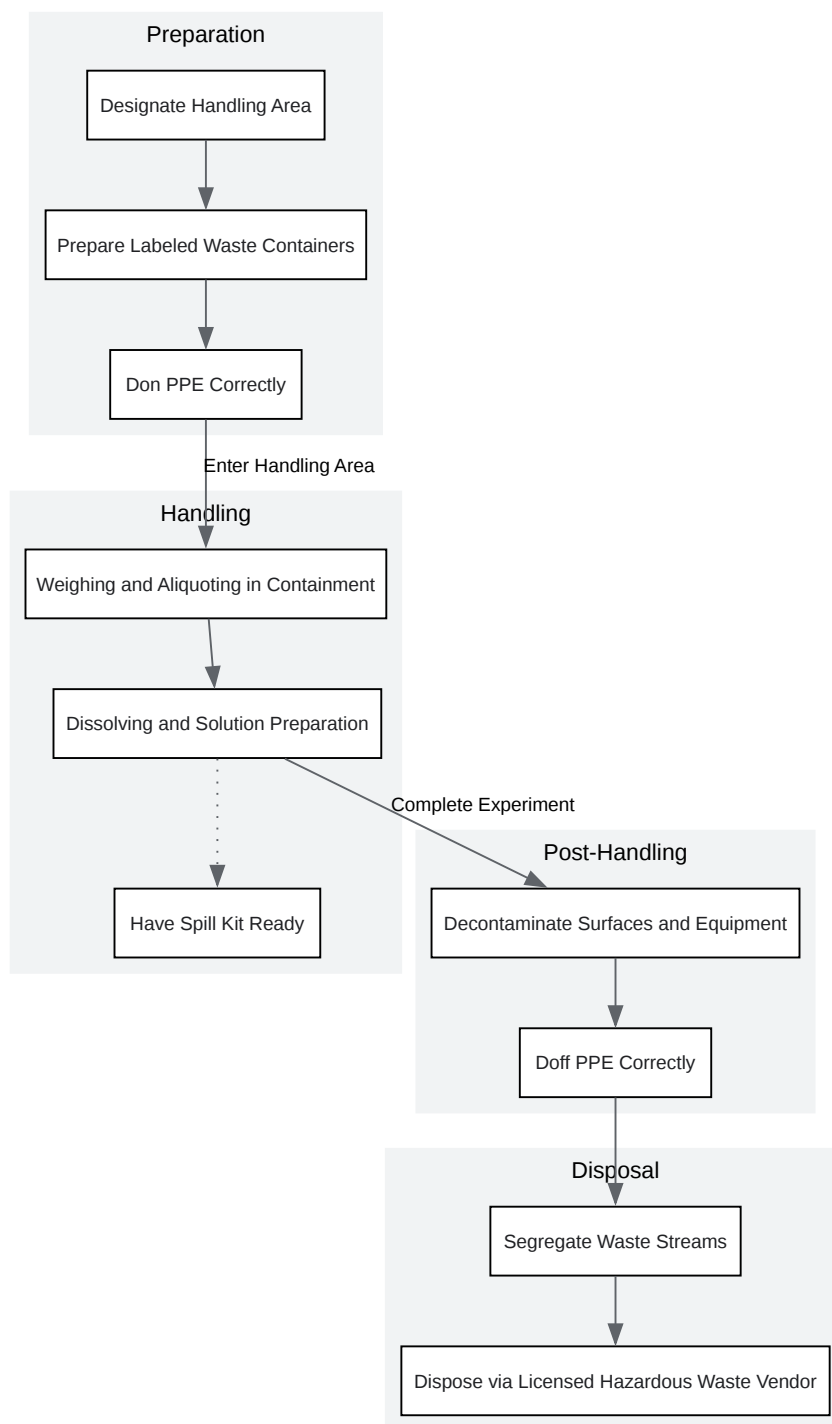 Preparation
Designate Handling Area
Prepare Labeled Waste Containers
Don PPE Correctly
Enter Handling Area
Handling
Weighing and Aliquoting in Containment
Dissolving and Solution Preparation
Complete Experiment
Have Spill Kit Ready
Post-Handling
Decontaminate Surfaces and Equipment
Doff PPE Correctly
Disposal
Segregate Waste Streams
Dispose via Licensed Hazardous Waste Vendor